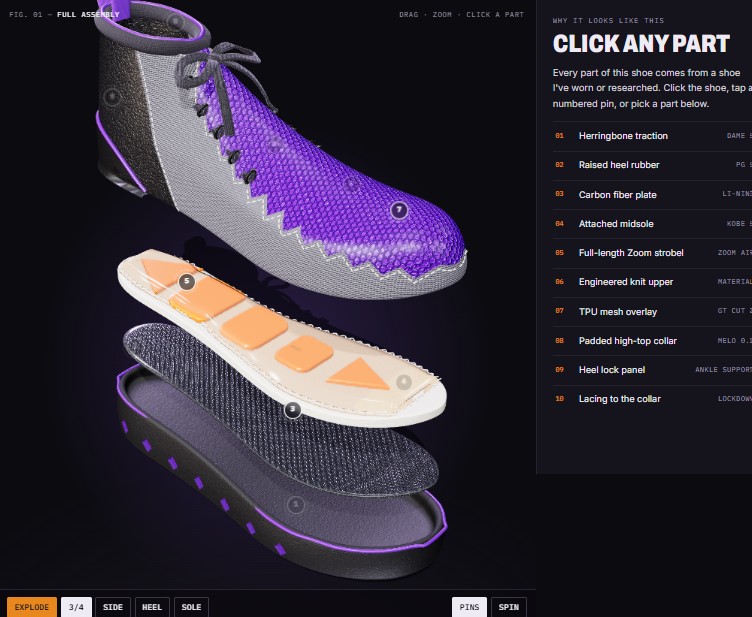 FIG. 01 — FULL ASSEMBLY
DRAG · ZOOM · CLICK A PART
WHY IT LOOKS LIKE THIS
CLICK ANY PART
Every part of this shoe comes from a shoe
I've worn or researched. Click the shoe, tap a
numbered pin, or pick a part below.
01 Herringbone traction DAME
02 Raised heel rubber PG
03 Carbon fiber plate LI-NING
04 Attached midsole KOBE
05 Full-length Zoom strobel ZOOM AIR
06 Engineered knit upper MATERIAL
07 TPU mesh overlay GT CUT
08 Padded high-top collar MELO
09 Heel lock panel ANKLE SUPPORT
10 Lacing to the collar LOCKDOWN
7
5
3
1
EXPLODE
3/4
SIDE
HEEL
SOLE
PINS
SPIN